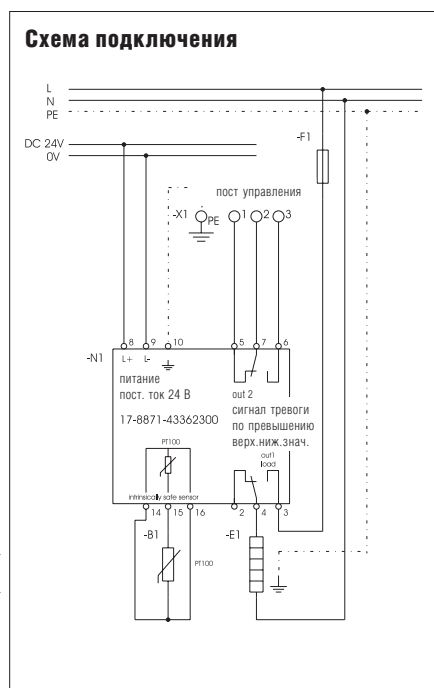 Схема подключения
L
N
PE
-F1
DC 24V
0V
пост управления
-X1 PE 1 2 3
8 9 10 5 7 6
-N1 L+ L-
питание
пост. ток 24 В
out 2
17-8871-43362300
сигнал тревоги
по превышению
верх.ниж.знач.
PT100
out1
load
intrinsically safe sensor
14 15 16 2 4 3
-B1 -E1
PT100